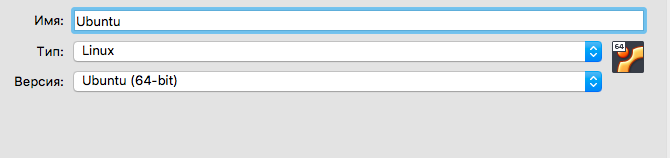 Имя: Ubuntu
Тип: Linux
64
Версия: Ubuntu (64-bit)